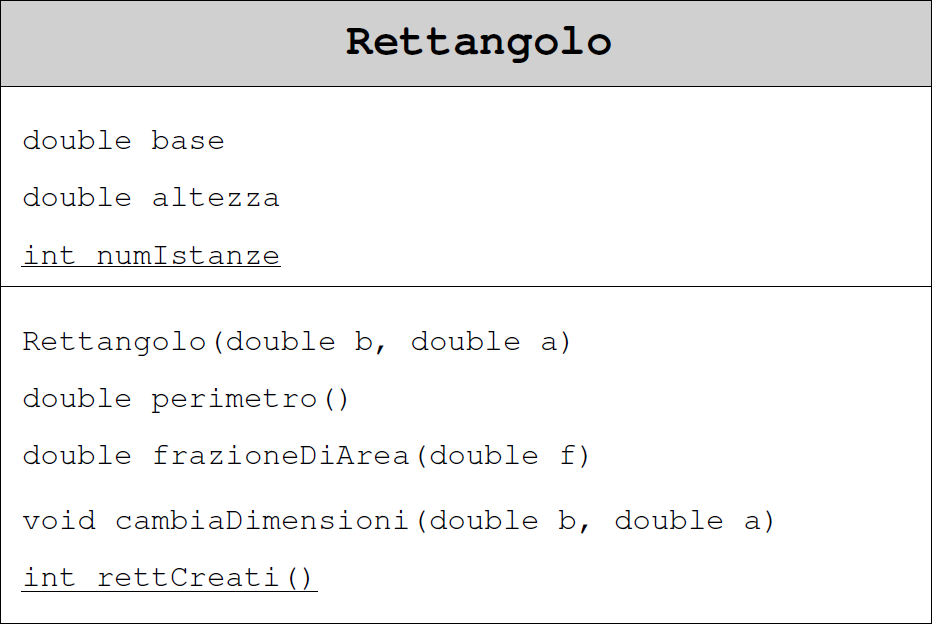 Rettangolo
double base
double altezza
int numIstanze
Rettangolo(double b, double a)
double perimetro()
double frazioneDiArea(double f)
void cambiaDimensioni(double b, double a)
int rettCreati()